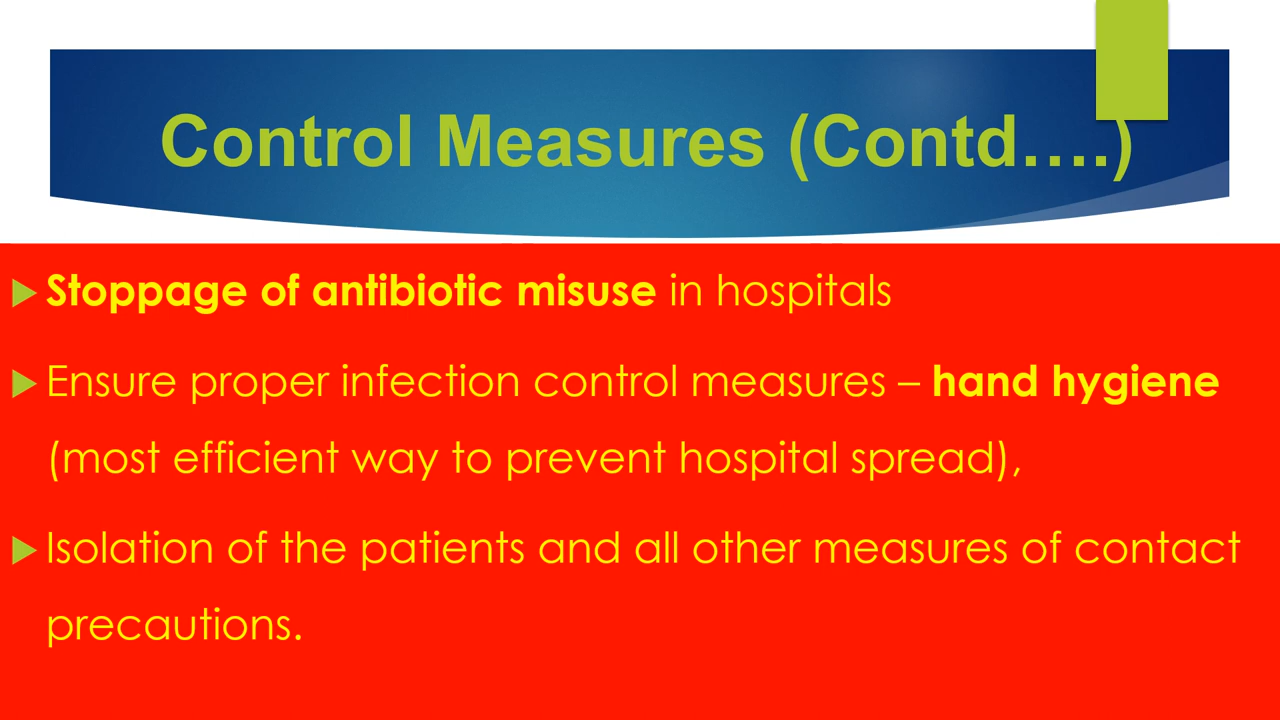 Control Measures (Contd….)
Stoppage of antibiotic misuse in hospitals
Ensure proper infection control measures – hand hygiene
(most efficient way to prevent hospital spread),
Isolation of the patients and all other measures of contact
precautions.